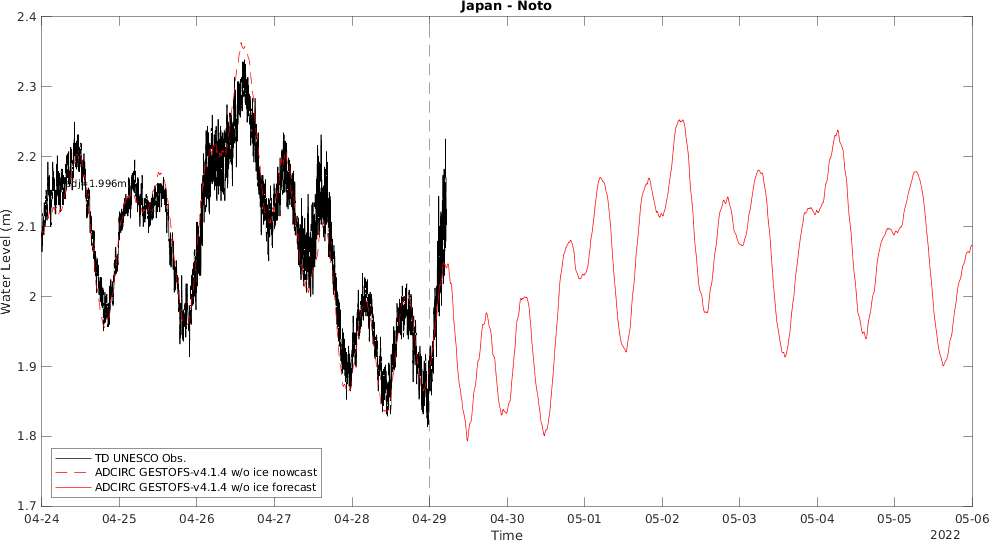 Japan - Noto
Water Level (m)
2.4
2.3
2.2
2.1
2
1.9
1.8
1.7
1.996m
TD UNESCO Obs.
ADCIRC GESTOFS-v4.1.4 w/o ice nowcast
ADCIRC GESTOFS-v4.1.4 w/o ice forecast
04-24 04-25 04-26 04-27 04-28 04-29 04-30 05-01 05-02 05-03 05-04 05-05 05-06
Time
2022